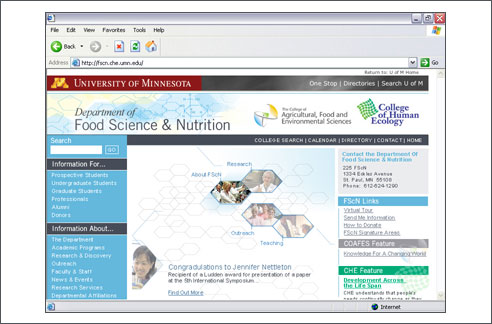 File Edit View Favorites Tools Help
Back
Address http://fscn.che.umn.edu/ Go
Return to: U of M Home
M UNIVERSITY OF MINNESOTA
One Stop | Directories | Search U of M
Department of
Food Science & Nutrition
The College of
Agricultural, Food and
Environmental Sciences
College
of Human
Ecology
COLLEGE SEARCH | CALENDAR | DIRECTORY | CONTACT | HOME
Search
GO
Information For...
Prospective Students
Undergraduate Students
Graduate Students
Professionals
Alumni
Donors
Information About...
The Department
Academic Programs
Research & Discovery
Outreach
Faculty & Staff
News & Events
Research Services
Departmental Affiliations
Research
About FScN
Outreach
Teaching
Congradulations to Jennifer Nettleton
Recipient of a Ludden award for presentation of a paper
at the 5th International Symposium...
Find Out More
Contact the Department Of
Food Science & Nutrition
225 FScN
1334 Eckles Avenue
St. Paul, MN 55108
Phone: 612-624-1290
FScN Links
Virtual Tour
Send Me Information
How to Donate
FScN Signature Areas
COAFES Feature
Knowledge For A Changing World
CHE Feature
Development Across
the Life Span
CHE understands that people's
Internet